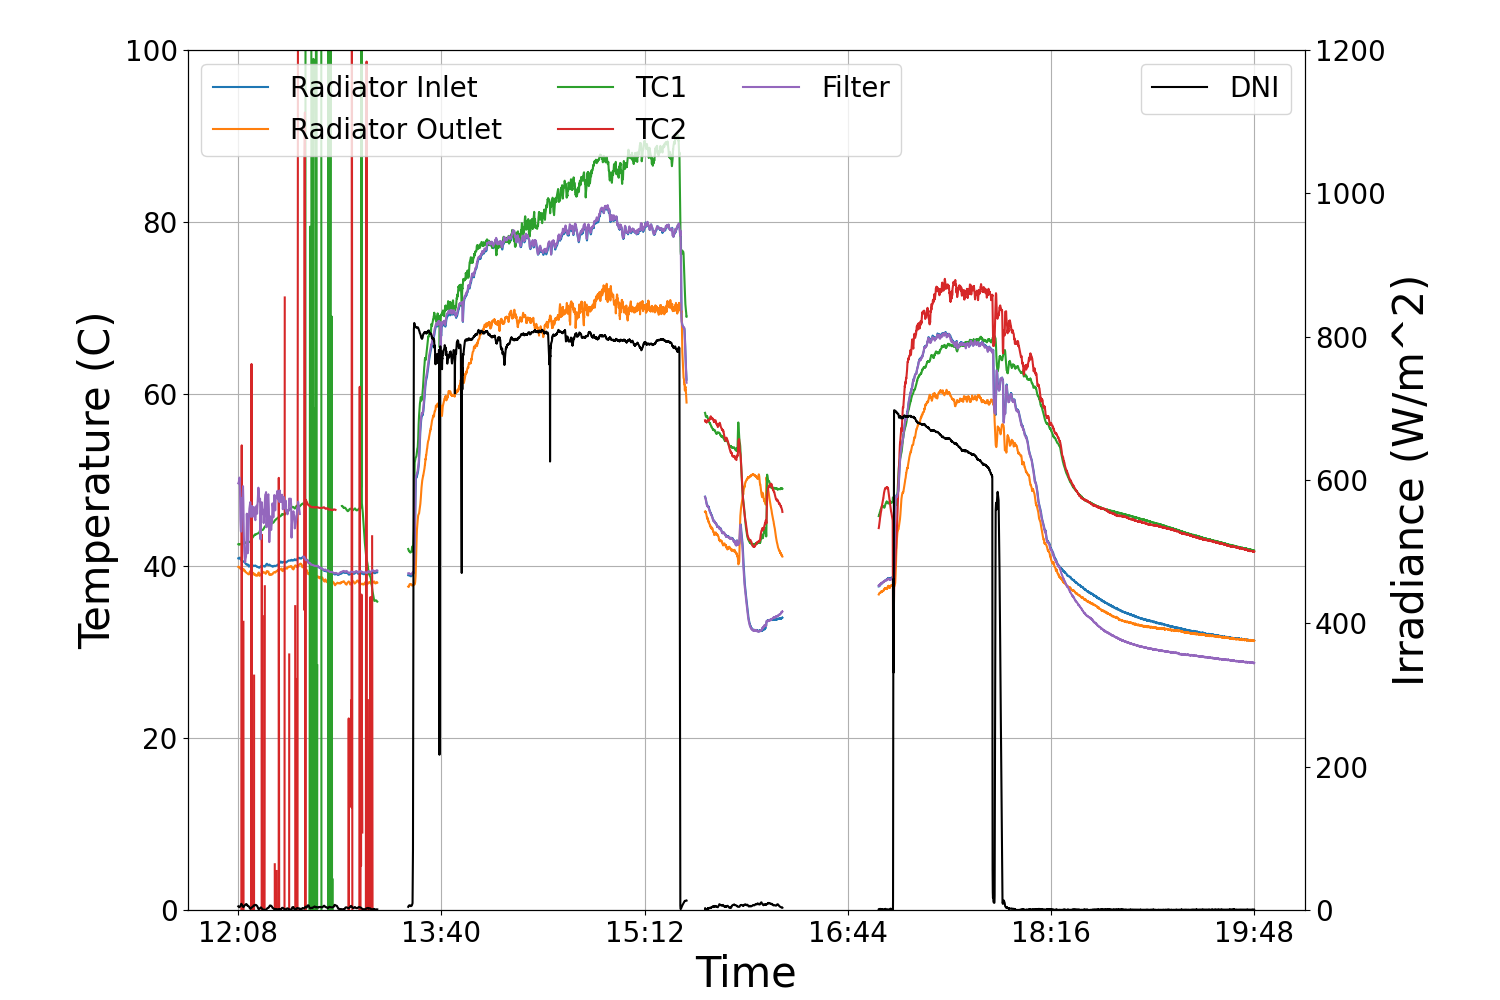 100
80
60
40
20
0
Temperature (C)
Radiator Inlet
Radiator Outlet
TC1
TC2
Filter
DNI
1200
1000
800
600
400
200
0
Irradiance (W/m^2)
12:08 13:40 15:12 16:44 18:16 19:48
Time